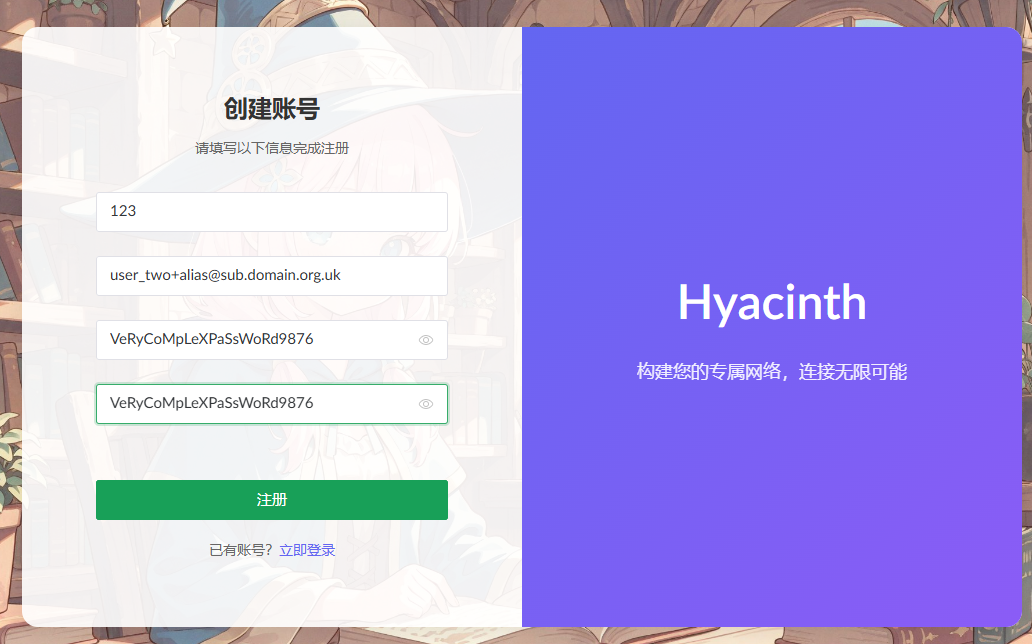 创建账号
请填写以下信息完成注册
123
user_two+alias@sub.domain.org.uk
VeRyCoMpLeXPaSsWoRd9876
VeRyCoMpLeXPaSsWoRd9876
注册
已有账号？立即登录
Hyacinth
构建您的专属网络，连接无限可能